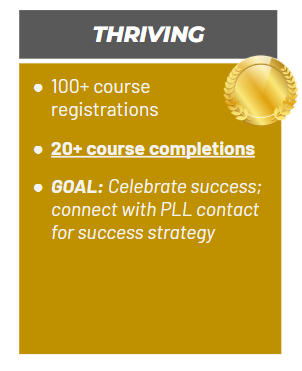 THRIVING
100+ course
registrations
20+ course completions
GOAL: Celebrate success;
connect with PLL contact
for success strategy